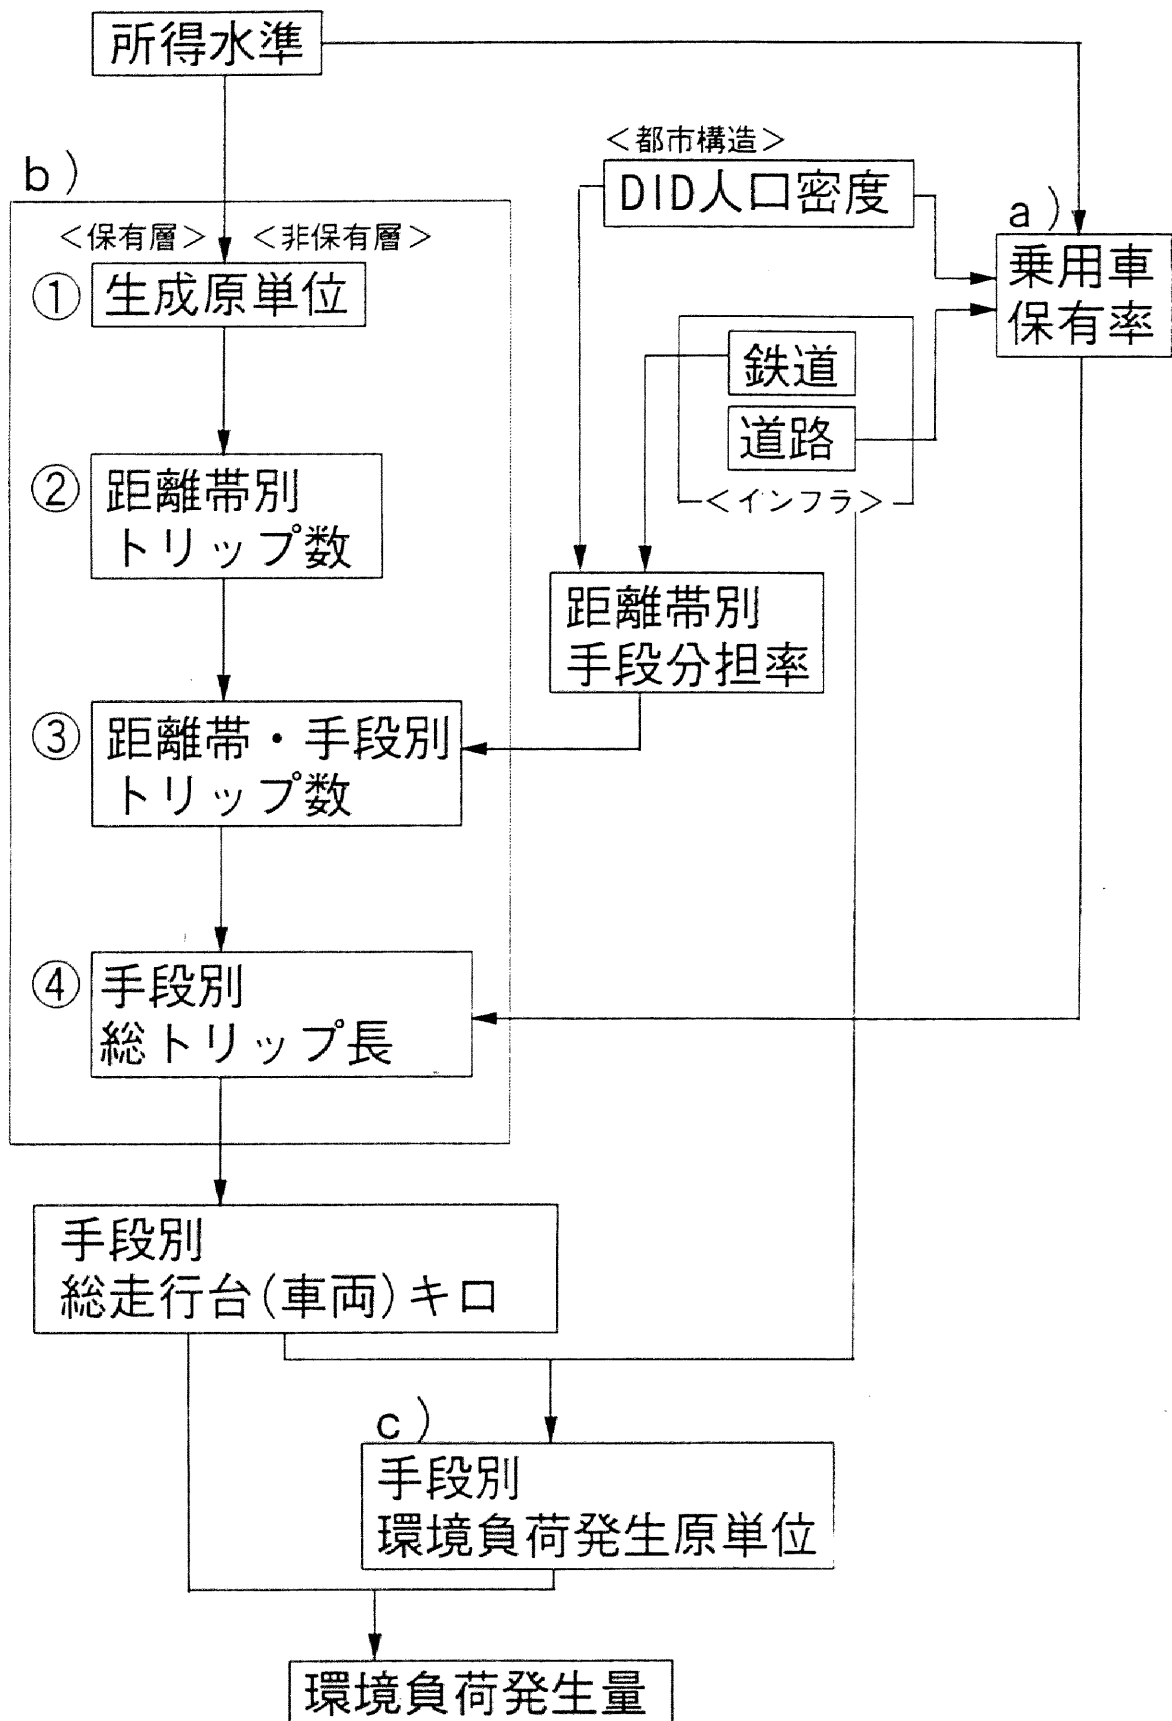 所得水準
＜都市構造＞
DID人口密度
b）
a）
＜保有層＞ ＜非保有層＞
① 生成原単位
乗用車
保有率
鉄道
道路
＜インフラ＞
② 距離帯別
トリップ数
距離帯別
手段分担率
③ 距離帯・手段別
トリップ数
④ 手段別
総トリップ長
手段別
総走行台(車両)キロ
c）
手段別
環境負荷発生原単位
環境負荷発生量